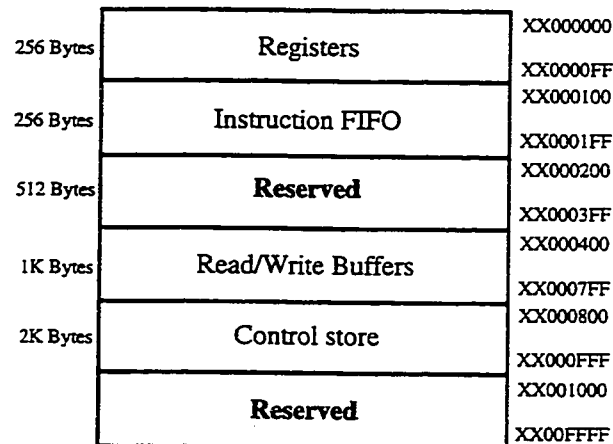 XX000000
256 Bytes
Registers
XX0000FF
XX000100
256 Bytes
Instruction FIFO
XX0001FF
XX000200
512 Bytes
Reserved
XX0003FF
XX000400
1K Bytes
Read/Write Buffers
XX0007FF
XX000800
2K Bytes
Control store
XX000FFF
XX001000
Reserved
XX00FFFF